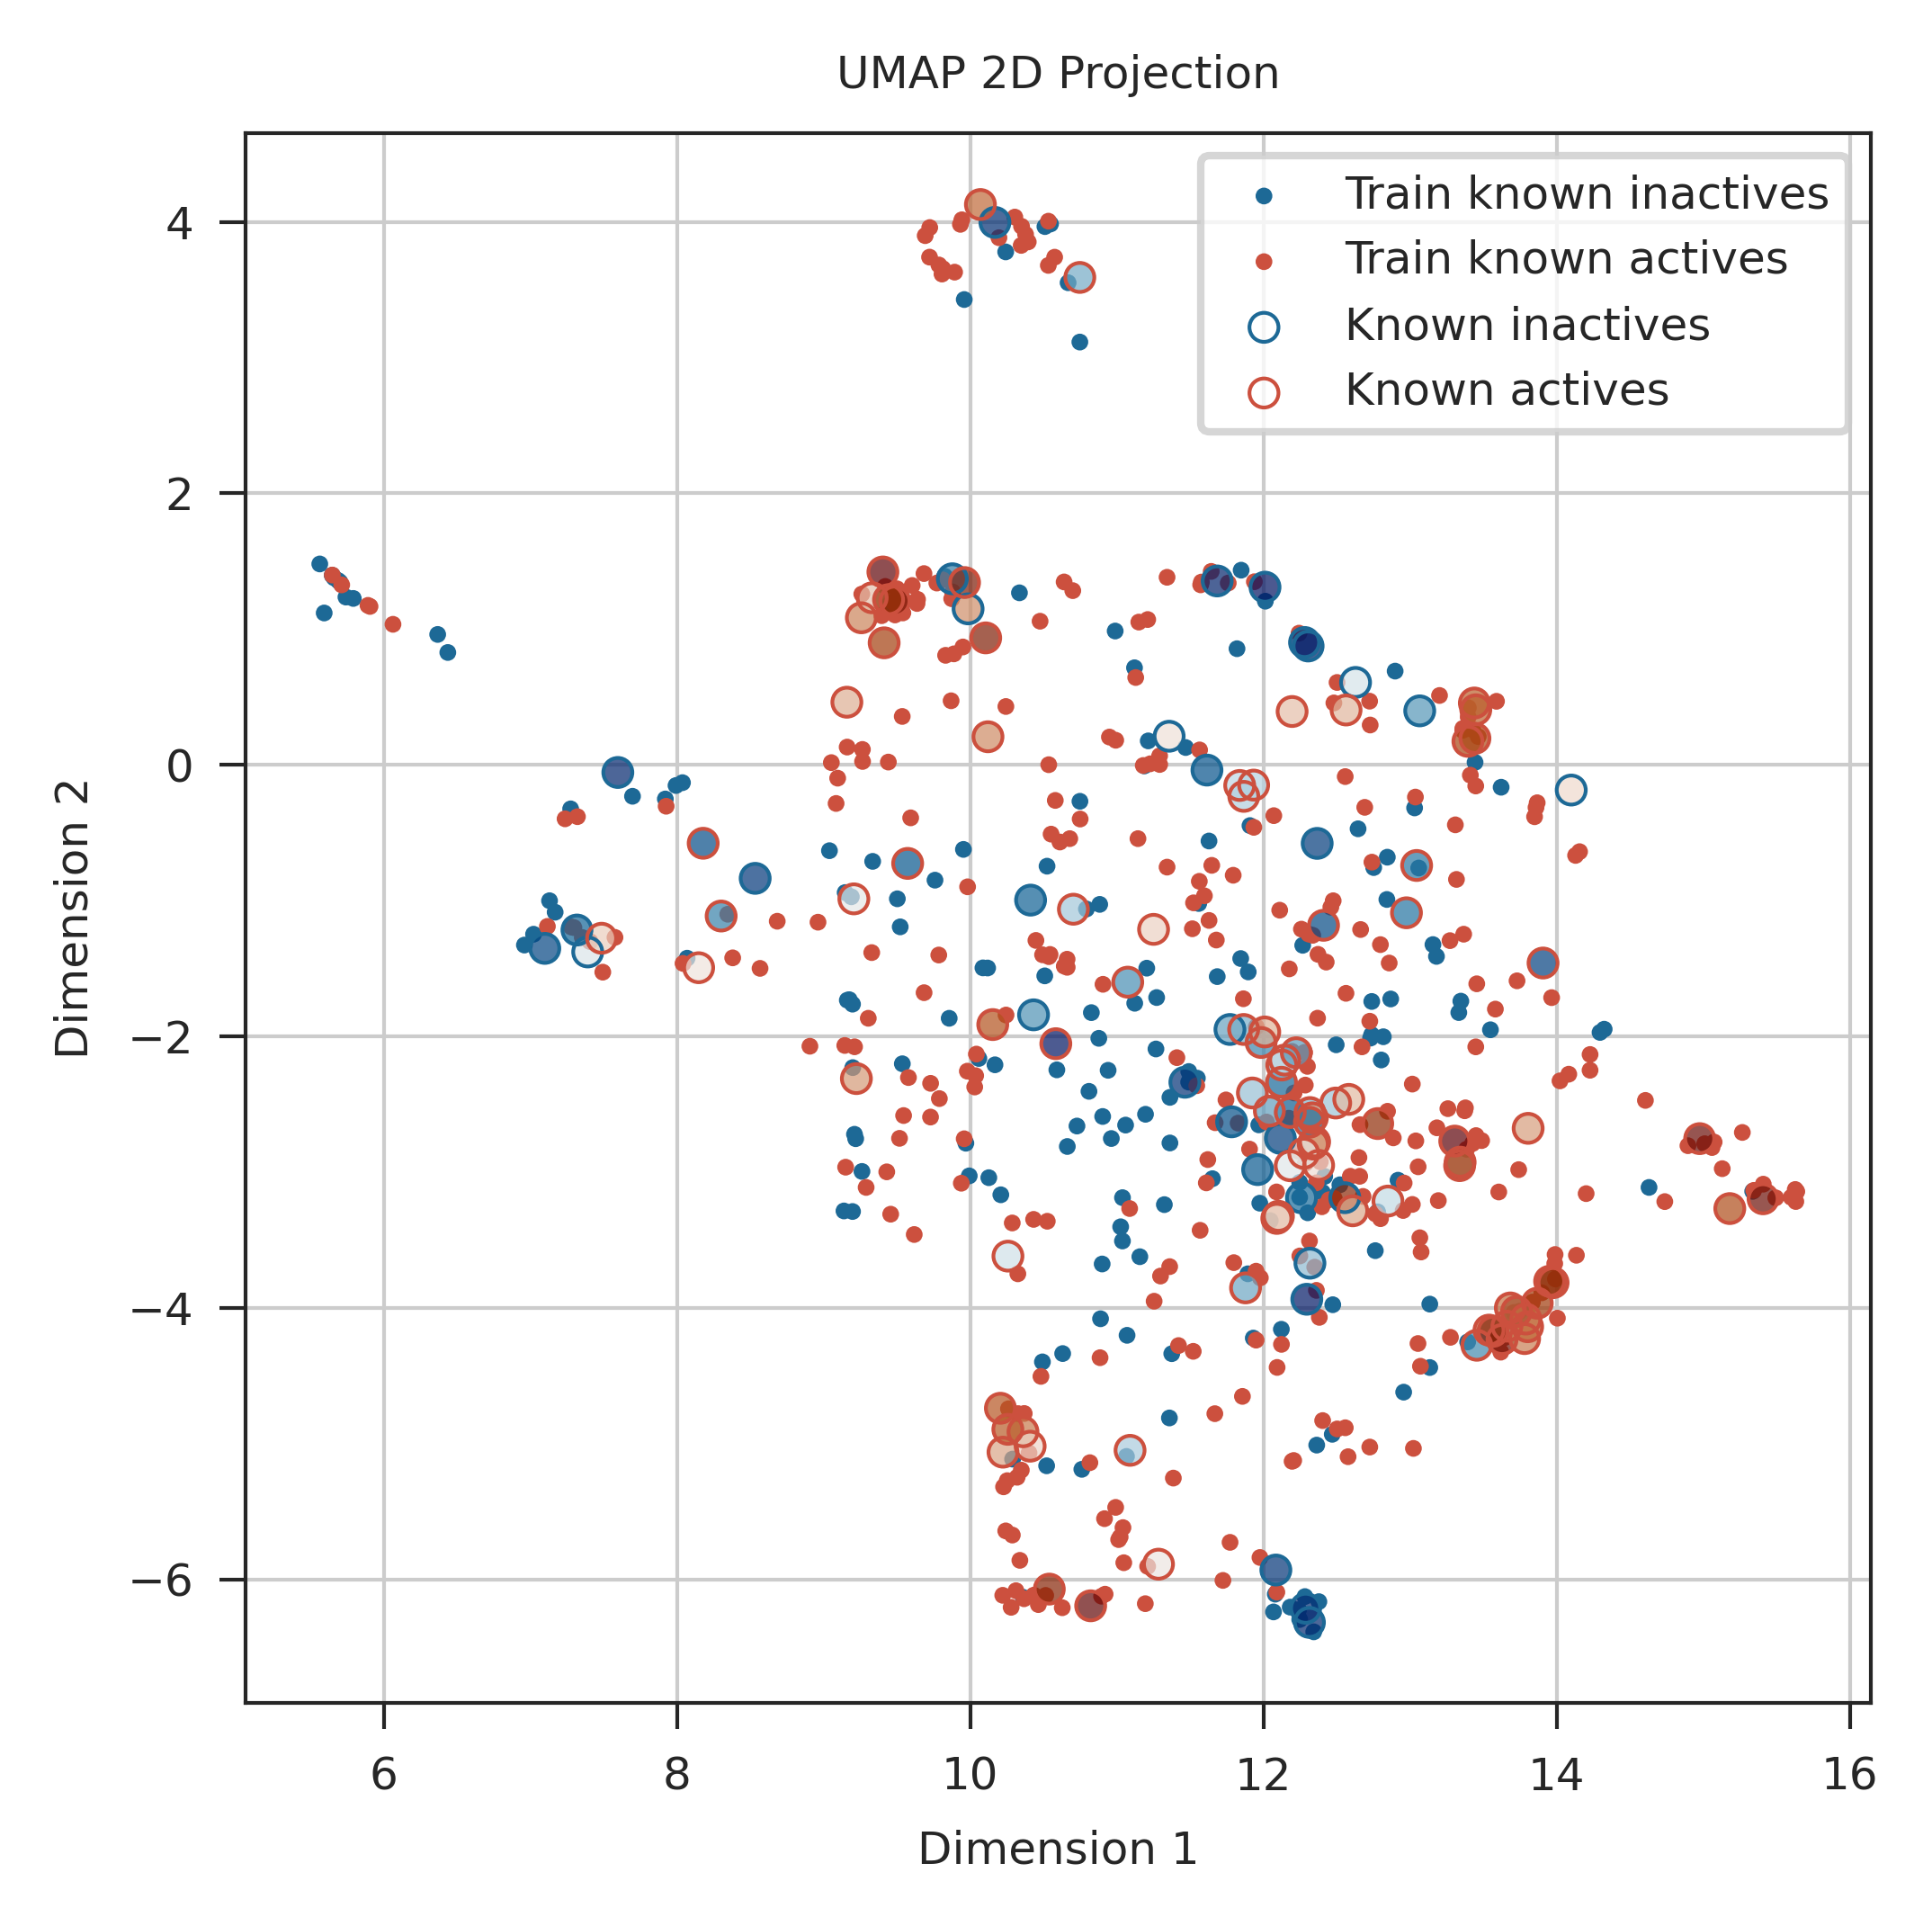 UMAP 2D Projection
Train known inactives
Train known actives
Known inactives
Known actives
4
2
0
−2
−4
−6
Dimension 2
6 8 10 12 14 16
Dimension 1